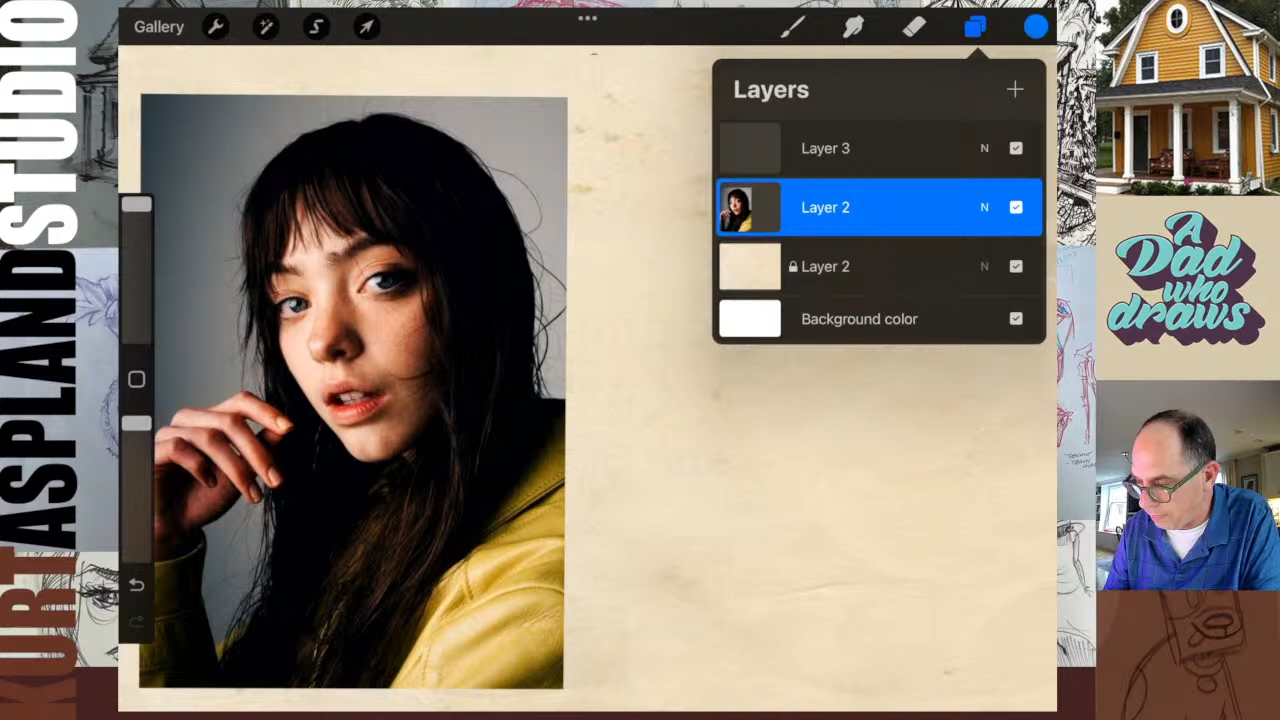 KURT ASPLAND STUDIO
Gallery
Layers
Layer 3
N
Layer 2
N
Layer 2
N
Background color
A
Dad
who
draws